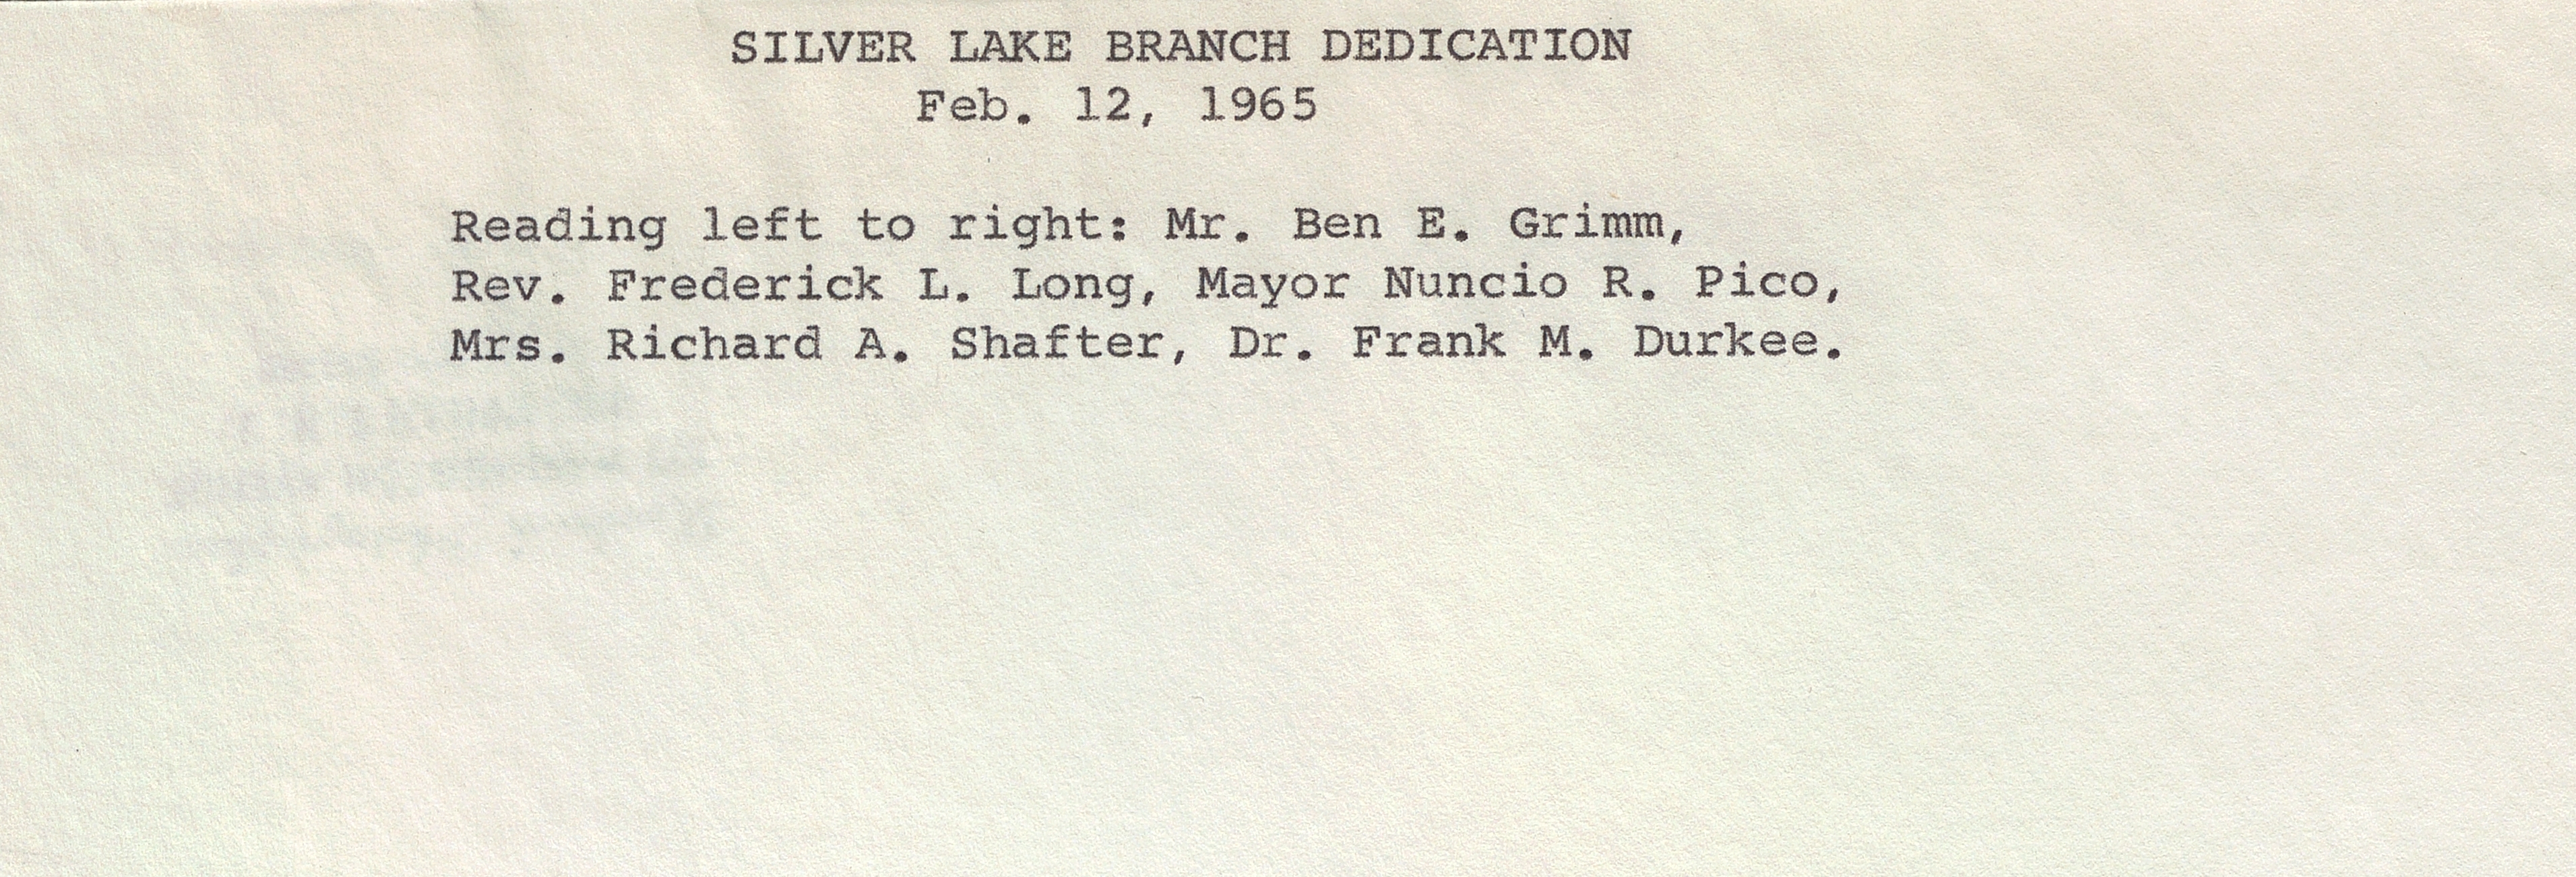 SILVER LAKE BRANCH DEDICATION
Feb. 12, 1965
Reading left to right: Mr. Ben E. Grimm,
Rev. Frederick L. Long, Mayor Nuncio R. Pico,
Mrs. Richard A. Shafter, Dr. Frank M. Durkee.